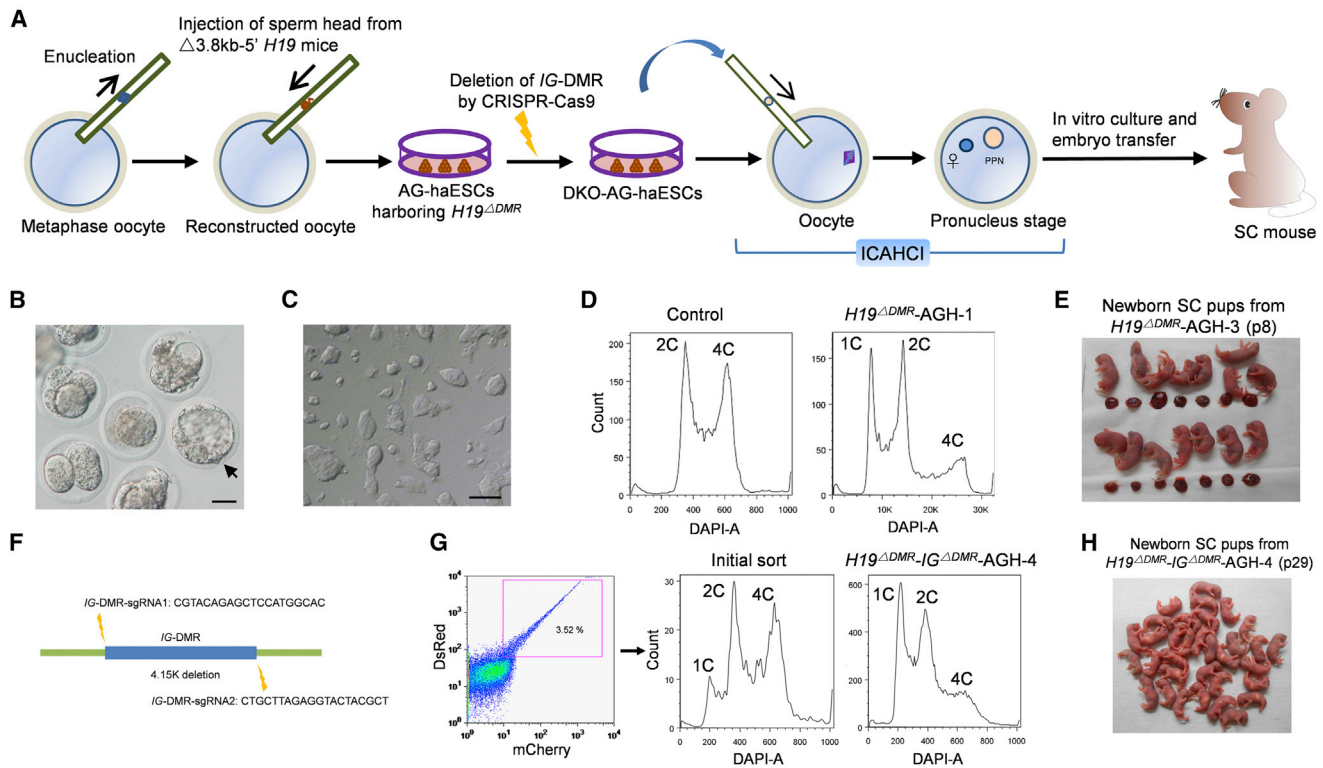 A
Injection of sperm head from
△3.8kb-5' H19 mice
Enucleation
Deletion of IG-DMR
by CRISPR-Cas9
In vitro culture and
embryo transfer
♀
PPN
AG-haESCs
harboring H19△DMR
DKO-AG-haESCs
Metaphase oocyte
Reconstructed oocyte
Oocyte
Pronucleus stage
SC mouse
ICAHCI
B
C
D
Control
H19△DMR-AGH-1
2C
4C
1C
2C
4C
Count
200
150
100
50
0
0 200 400 600 800 1000
DAPI-A
150
100
50
0
0 10K 20K 30K
DAPI-A
E
Newborn SC pups from
H19△DMR-AGH-3 (p8)
F
IG-DMR-sgRNA1: CGTACAGAGCTCCATGGCAC
IG-DMR
4.15K deletion
IG-DMR-sgRNA2: CTGCTTAGAGGTACTACGCT
G
DsRed
10⁴
10³
10²
10¹
10⁰
3.52 %
10⁰ 10¹ 10² 10³ 10⁴
mCherry
Initial sort
Count
30
20
10
0
1C
2C
4C
0 200 400 600 800 1000
DAPI-A
H19△DMR-IG△DMR-AGH-4
600
400
200
0
1C
2C
4C
0 200 400 600 800 1000
DAPI-A
H
Newborn SC pups from
H19△DMR-IG△DMR-AGH-4 (p29)